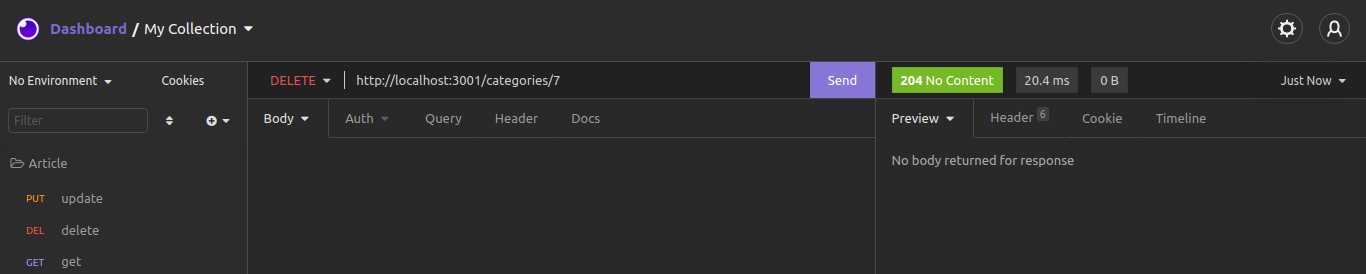 Dashboard / My Collection
No Environment Cookies
DELETE http://localhost:3001/categories/7 Send
204 No Content 20.4 ms 0 B Just Now
Filter
Body Auth Query Header Docs
Preview Header 6 Cookie Timeline
Article
No body returned for response
PUT update
DEL delete
GET get